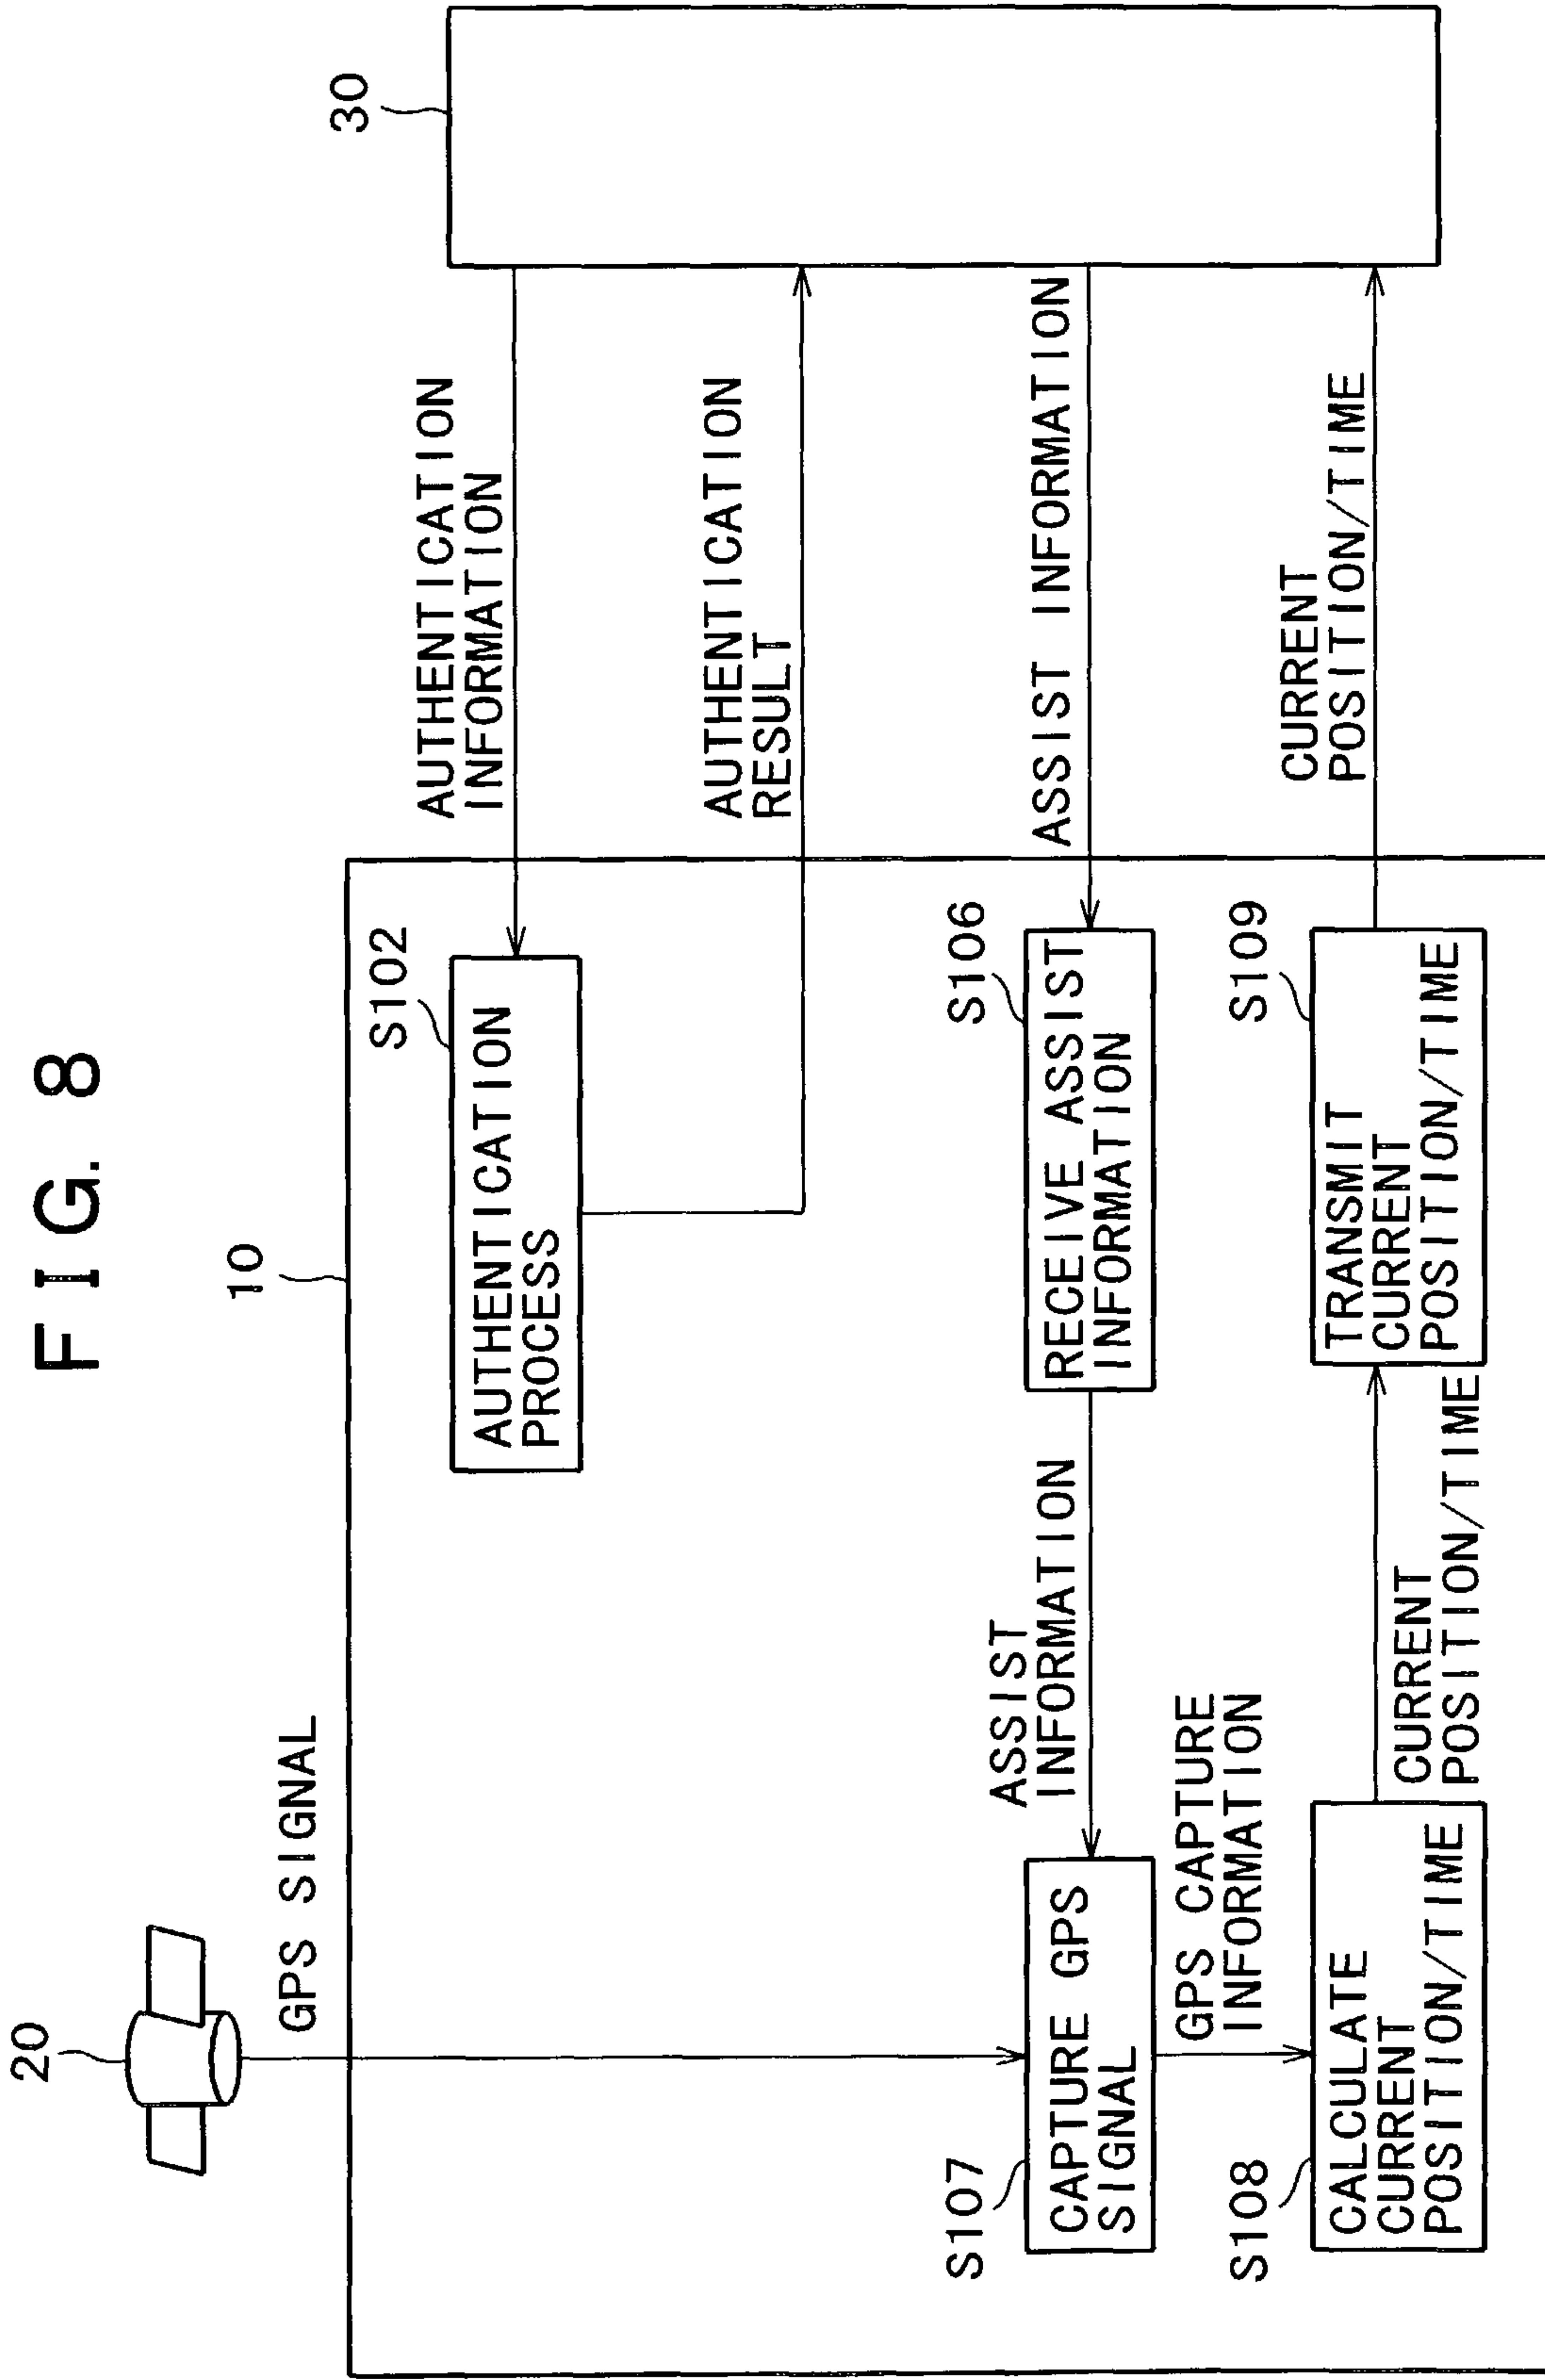 FIG. 8
20
GPS SIGNAL
10
30
S102
AUTHENTICATION
PROCESS
AUTHENTICATION
INFORMATION
AUTHENTICATION
RESULT
S107
CAPTURE GPS
SIGNAL
ASSIST
INFORMATION
S106
RECEIVE ASSIST
INFORMATION
ASSIST INFORMATION
GPS CAPTURE
INFORMATION
S108
CALCULATE
CURRENT
POSITION/TIME
CURRENT
POSITION/TIME
S109
TRANSMIT
CURRENT
POSITION/TIME
CURRENT
POSITION/TIME